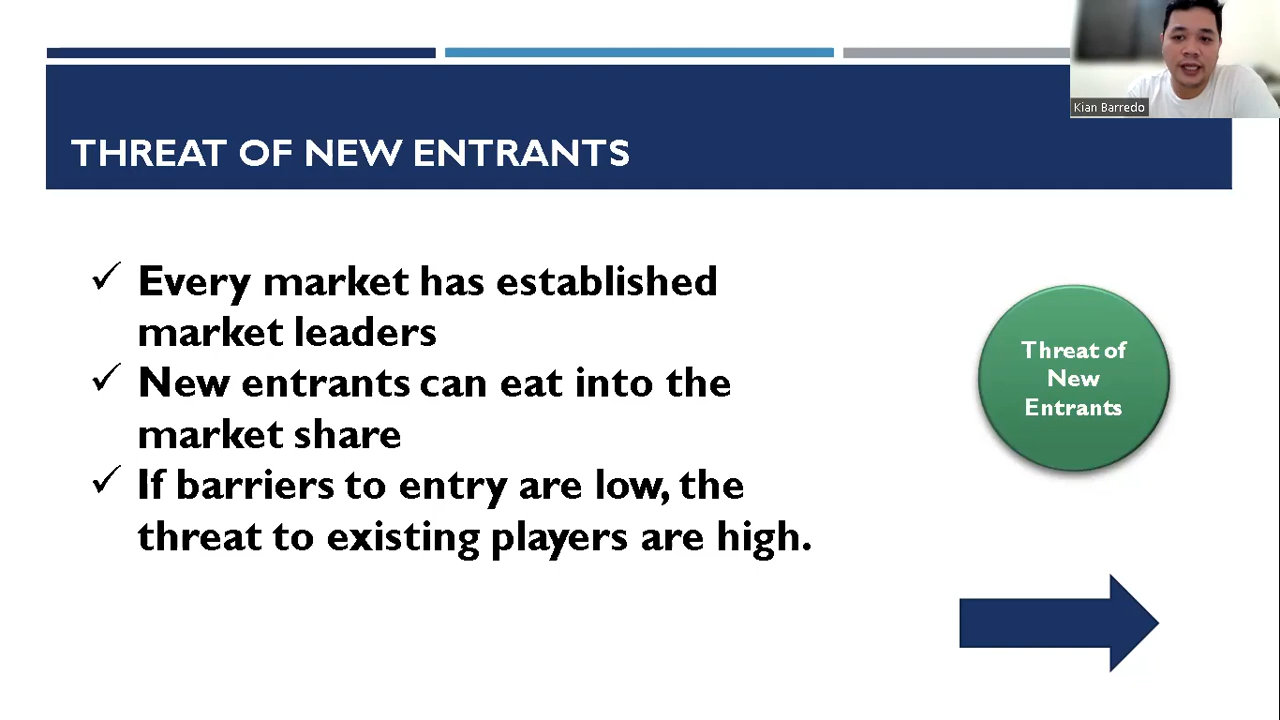 Kian Barredo
THREAT OF NEW ENTRANTS
✓ Every market has established
market leaders
✓ New entrants can eat into the
market share
✓ If barriers to entry are low, the
threat to existing players are high.
Threat of
New
Entrants